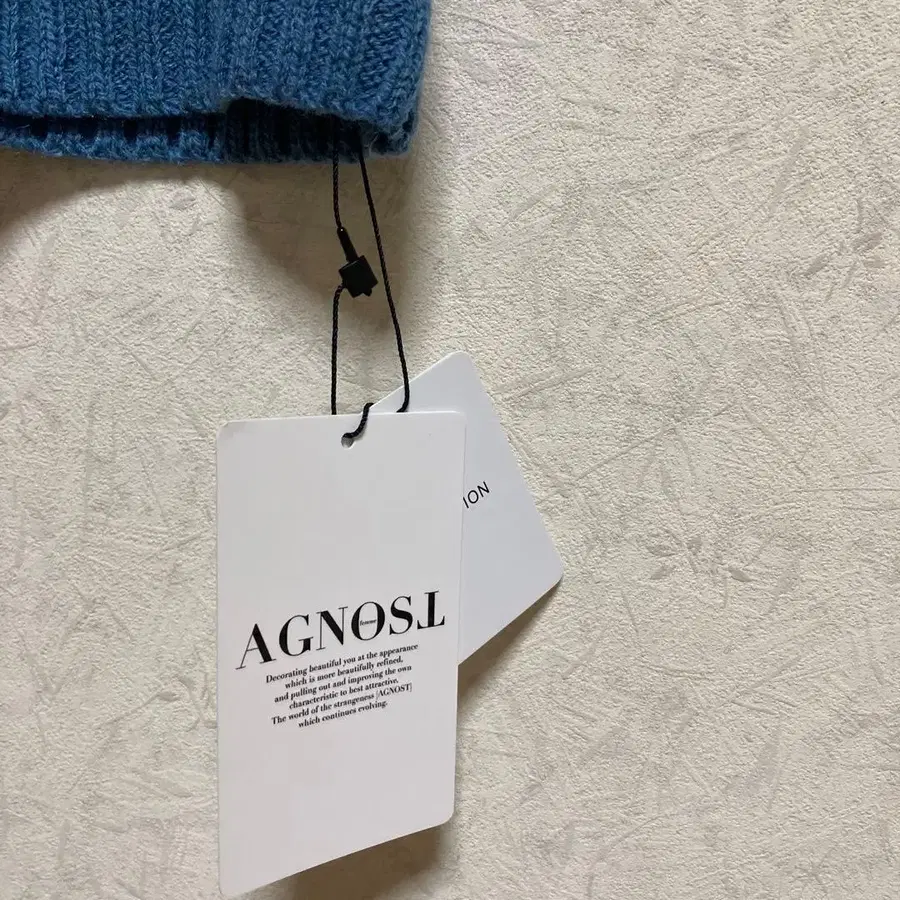 AGNOST
femme
Decorating beautiful you at the appearance
which is more beautifully refined,
and pulling out and improving the own
characteristic to best attractive.
The world of the strangeness [AGNOST]
which continues evolving.
ION